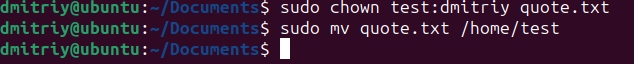 dmitriy@ubuntu:~/Documents$ sudo chown test:dmitriy quote.txt
dmitriy@ubuntu:~/Documents$ sudo mv quote.txt /home/test
dmitriy@ubuntu:~/Documents$